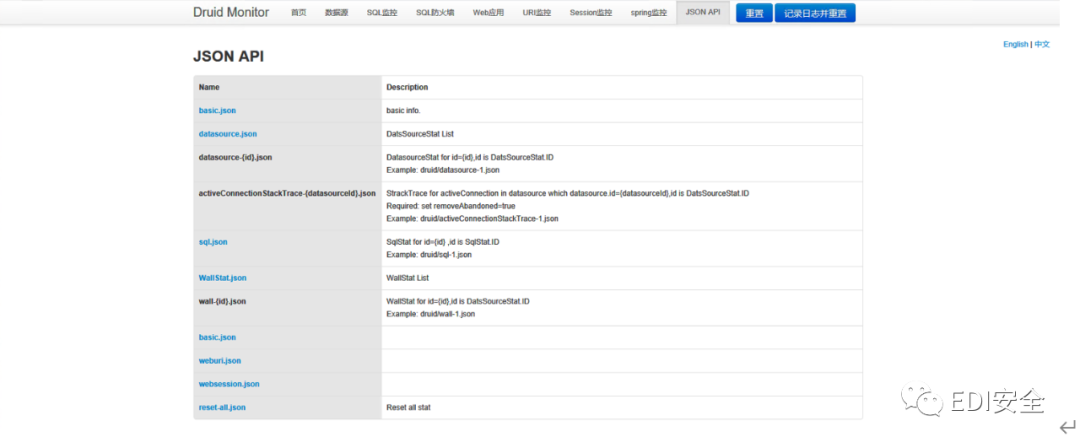 Druid Monitor 首页 数据源 SQL监控 SQL防火墙 Web应用 URI监控 Session监控 spring监控 JSON API 重置 记录日志并重置
English | 中文
JSON API
Name Description
basic.json basic info.
datasource.json DatsSourceStat List
datasource-{id}.json DatasourceStat for id={id},id is DatsSourceStat.ID
Example: druid/datasource-1.json
activeConnectionStackTrace-{datasourceId}.json StrackTrace for activeConnection in datasource which datasource.id={datasourceId},id is DatsSourceStat.ID
Required: set removeAbandoned=true
Example: druid/activeConnectionStackTrace-1.json
sql.json SqlStat for id={id} ,id is SqlStat.ID
Example: druid/sql-1.json
WallStat.json WallStat List
wall-{id}.json WallStat for id={id},id is DatsSourceStat.ID
Example: druid/wall-1.json
basic.json
weburi.json
websession.json
reset-all.json Reset all stat
EDI安全